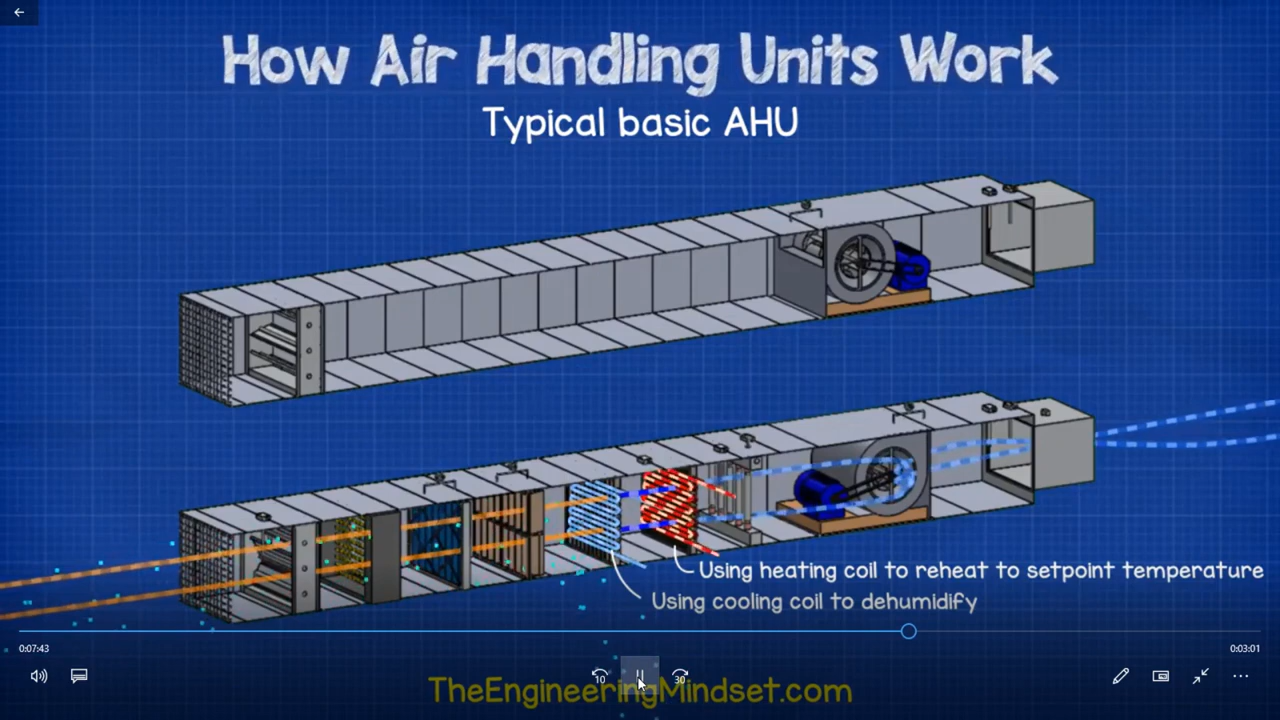 How Air Handling Units Work
Typical basic AHU
Using heating coil to reheat to setpoint temperature
Using cooling coil to dehumidify
0:07:43
0:03:01
10
30
TheEngineeringMindset.com